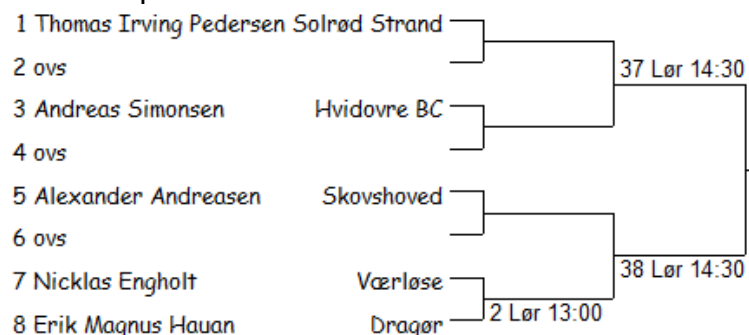 1 Thomas Irving Pedersen Solrød Strand
2 ovs
37 Lør 14:30
3 Andreas Simonsen Hvidovre BC
4 ovs
5 Alexander Andreasen Skovshoved
6 ovs
38 Lør 14:30
7 Nicklas Engholt Værløse
2 Lør 13:00
8 Erik Magnus Hauan Dragør